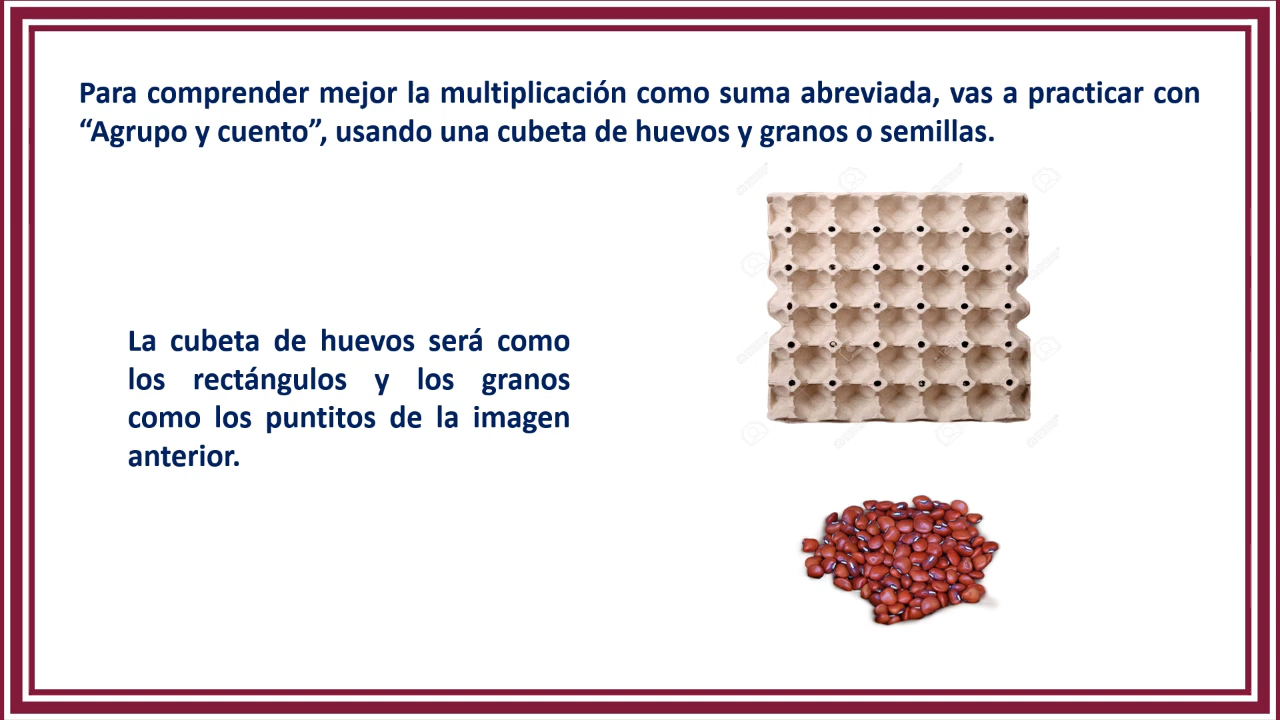 Para comprender mejor la multiplicación como suma abreviada, vas a practicar con
“Agrupo y cuento”, usando una cubeta de huevos y granos o semillas.
La cubeta de huevos será como
los rectángulos y los granos
como los puntitos de la imagen
anterior.